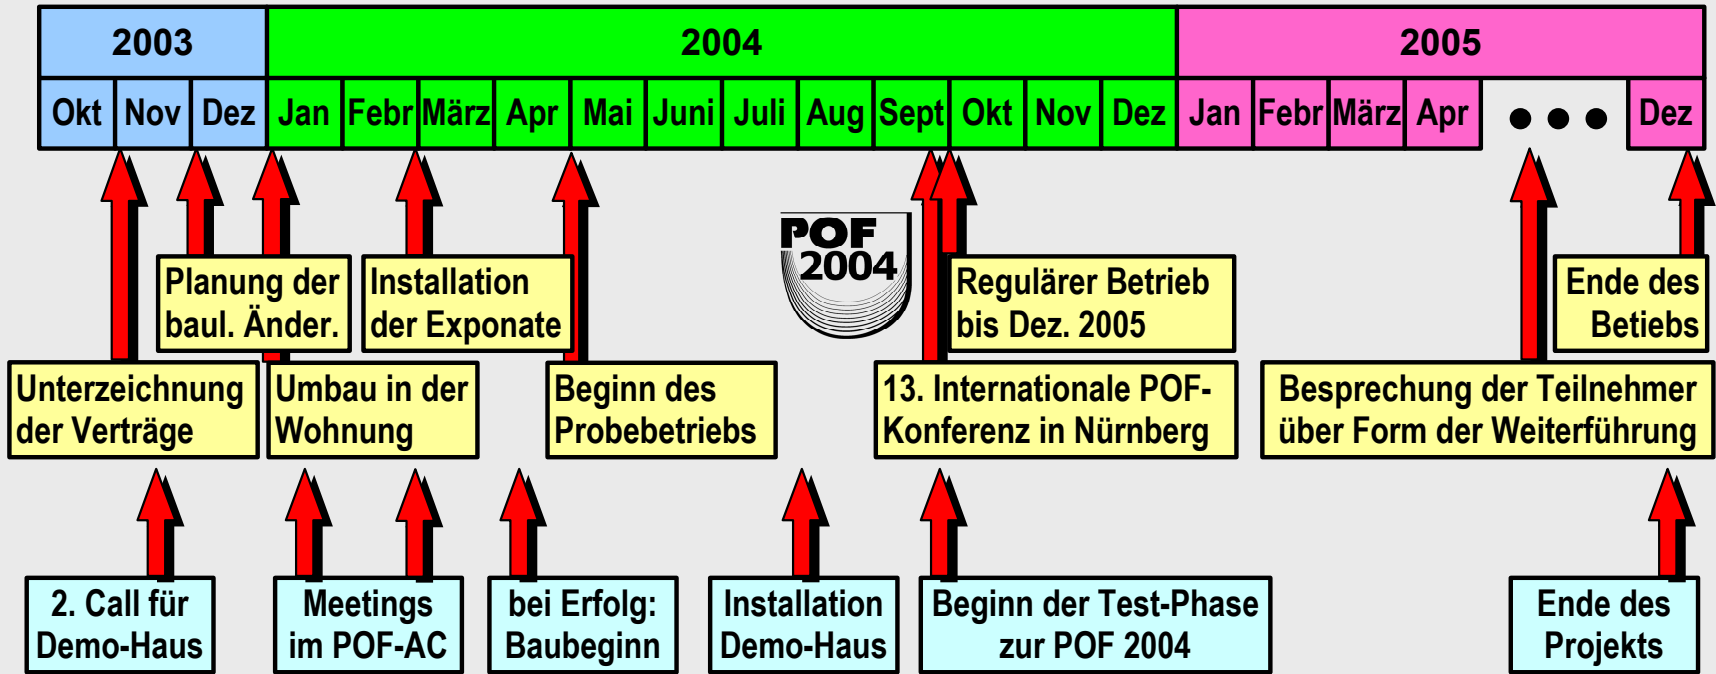 2003 2004 2005
Okt Nov Dez Jan Febr März Apr Mai Juni Juli Aug Sept Okt Nov Dez Jan Febr März Apr ● ● ● Dez
POF
2004
Planung der
baul. Änder.
Installation
der Exponate
Regulärer Betrieb
bis Dez. 2005
Ende des
Betiebs
Unterzeichnung
der Verträge
Umbau in der
Wohnung
Beginn des
Probebetriebs
13. Internationale POF-
Konferenz in Nürnberg
Besprechung der Teilnehmer
über Form der Weiterführung
2. Call für
Demo-Haus
Meetings
im POF-AC
bei Erfolg:
Baubeginn
Installation
Demo-Haus
Beginn der Test-Phase
zur POF 2004
Ende des
Projekts